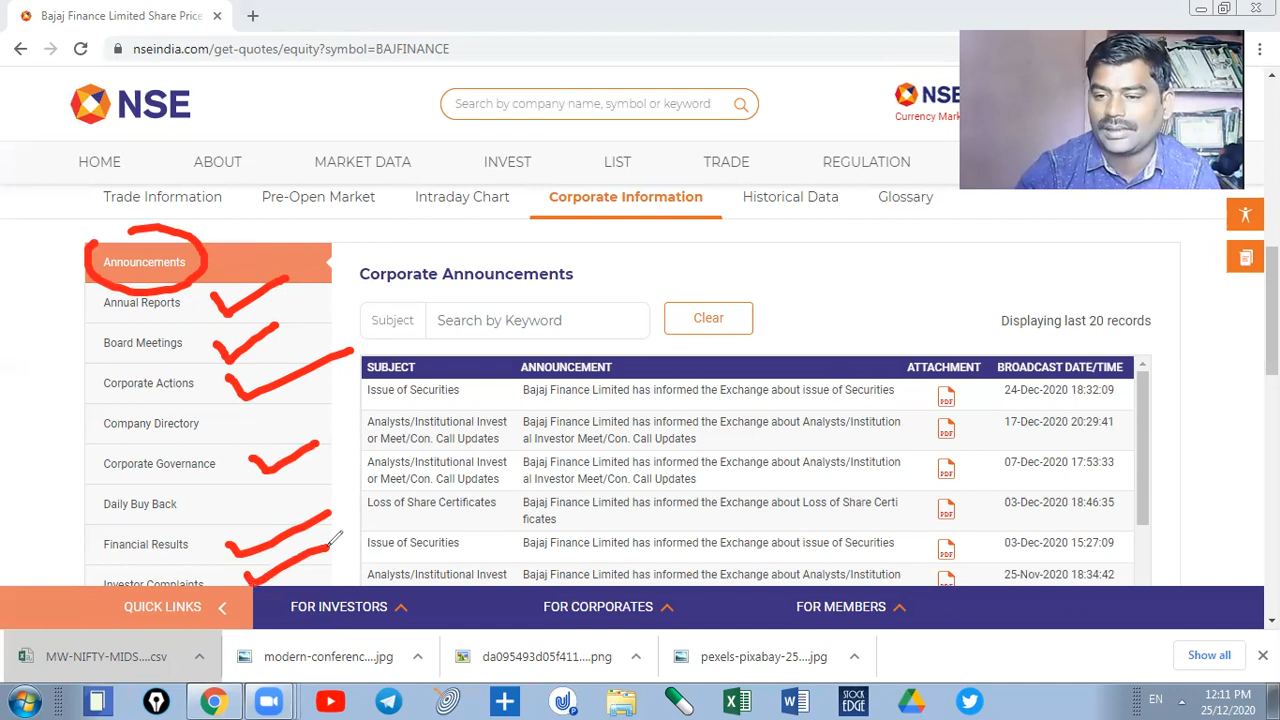 Bajaj Finance Limited Share Price
nseindia.com/get-quotes/equity?symbol=BAJFINANCE
NSE
Search by company name, symbol or keyword
NSE
Currency Mark
HOME ABOUT MARKET DATA INVEST LIST TRADE REGULATION
Trade Information Pre-Open Market Intraday Chart Corporate Information Historical Data Glossary
Announcements
Annual Reports
Board Meetings
Corporate Actions
Company Directory
Corporate Governance
Daily Buy Back
Financial Results
Investor Complaints
Corporate Announcements
Subject Search by Keyword Clear Displaying last 20 records
SUBJECT ANNOUNCEMENT ATTACHMENT BROADCAST DATE/TIME
Issue of Securities Bajaj Finance Limited has informed the Exchange about issue of Securities PDF 24-Dec-2020 18:32:09
Analysts/Institutional Invest Bajaj Finance Limited has informed the Exchange about Analysts/Institution PDF 17-Dec-2020 20:29:41
or Meet/Con. Call Updates al Investor Meet/Con. Call Updates
Analysts/Institutional Invest Bajaj Finance Limited has informed the Exchange about Analysts/Institution PDF 07-Dec-2020 17:53:33
or Meet/Con. Call Updates al Investor Meet/Con. Call Updates
Loss of Share Certificates Bajaj Finance Limited has informed the Exchange about Loss of Share Certi PDF 03-Dec-2020 18:46:35
ficates
Issue of Securities Bajaj Finance Limited has informed the Exchange about issue of Securities PDF 03-Dec-2020 15:27:09
Analysts/Institutional Invest Bajaj Finance Limited has informed the Exchange about Analysts/Institution 25-Nov-2020 18:34:42
QUICK LINKS FOR INVESTORS FOR CORPORATES FOR MEMBERS
MW-NIFTY-MIDS....csv modern-conferenc....jpg da095493d05f411....png pexels-pixabay-25....jpg Show all
STOCK EDGE
EN
12:11 PM
25/12/2020